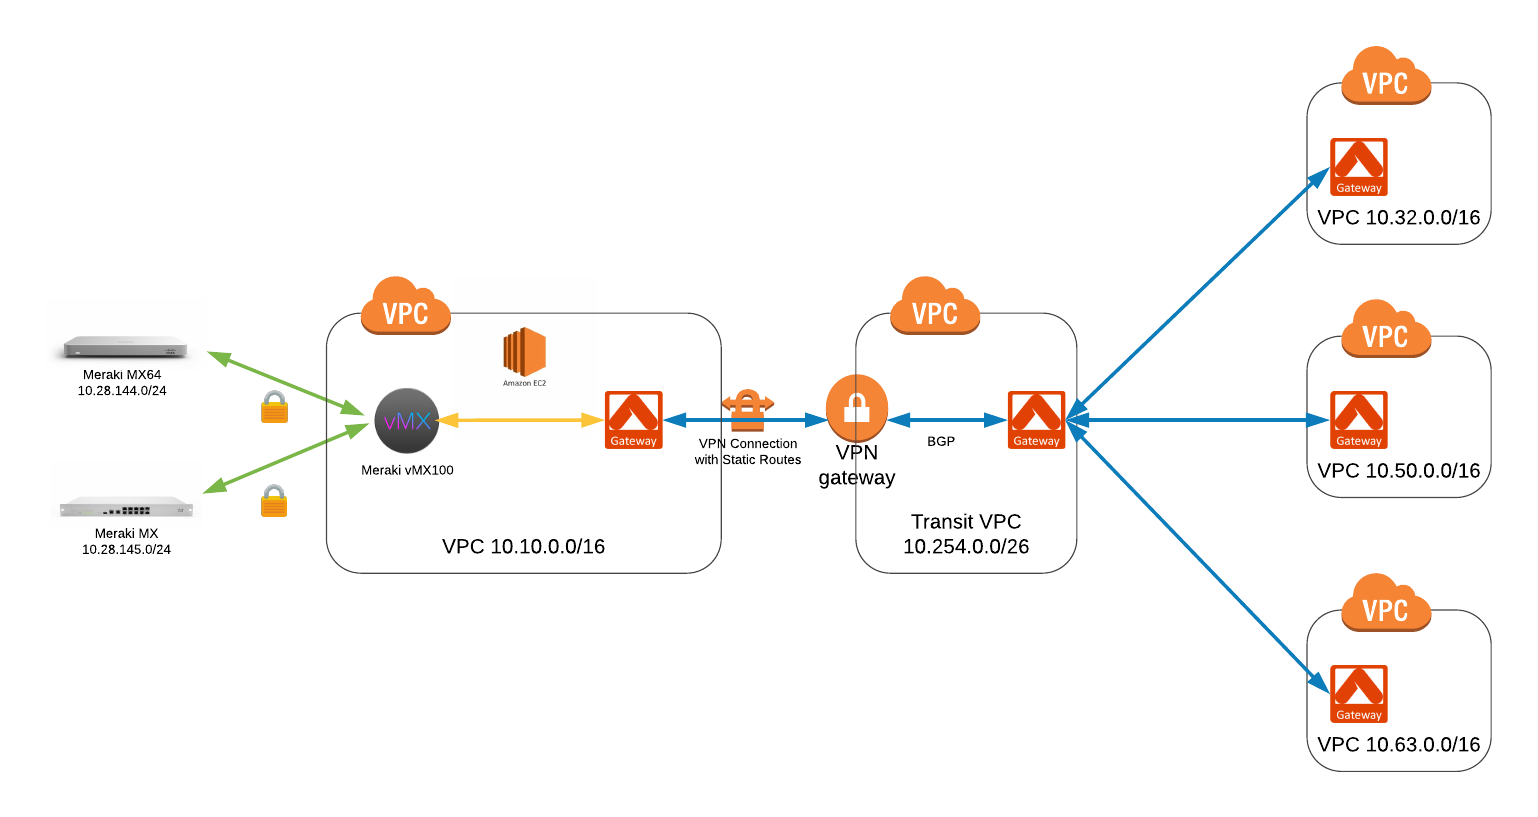 VPC
Gateway
VPC 10.32.0.0/16
Meraki MX64
10.28.144.0/24
Meraki MX
10.28.145.0/24
VPC
Amazon EC2
vMX
Meraki vMX100
Gateway
VPC 10.10.0.0/16
VPN Connection
with Static Routes
VPN
gateway
VPC
BGP
Gateway
Transit VPC
10.254.0.0/26
VPC
Gateway
VPC 10.50.0.0/16
VPC
Gateway
VPC 10.63.0.0/16